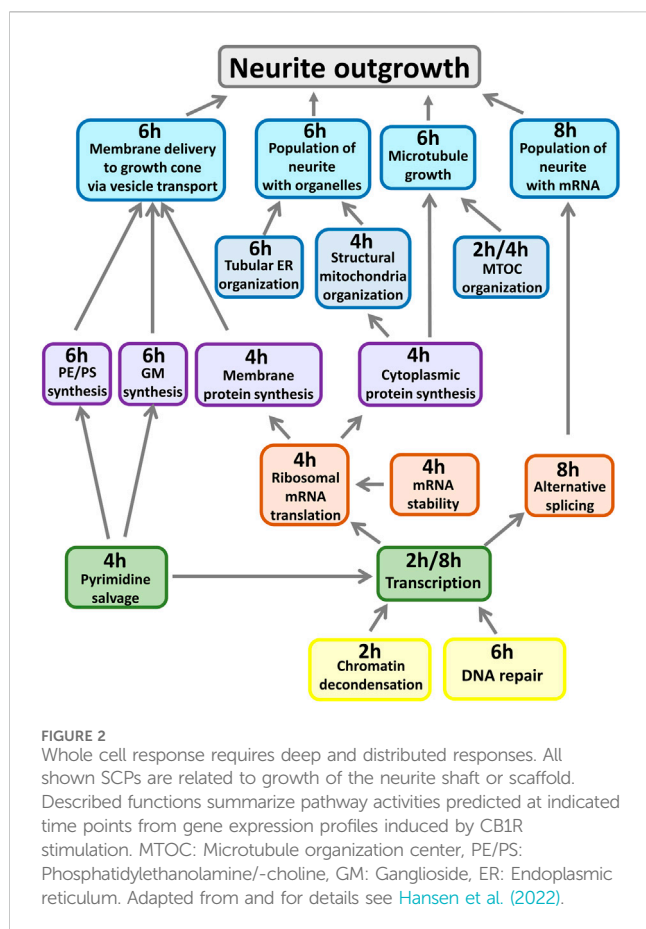 Neurite outgrowth
6h
Membrane delivery
to growth cone
via vesicle transport
6h
Population of
neurite
with organelles
6h
Microtubule
growth
8h
Population of
neurite
with mRNA
6h
Tubular ER
organization
4h
Structural
mitochondria
organization
2h/4h
MTOC
organization
6h
PE/PS
synthesis
6h
GM
synthesis
4h
Membrane
protein synthesis
4h
Cytoplasmic
protein synthesis
4h
Ribosomal
mRNA
translation
4h
mRNA
stability
8h
Alternative
splicing
4h
Pyrimidine
salvage
2h/8h
Transcription
2h
Chromatin
decondensation
6h
DNA repair
FIGURE 2
Whole cell response requires deep and distributed responses. All
shown SCPs are related to growth of the neurite shaft or scaffold.
Described functions summarize pathway activities predicted at indicated
time points from gene expression profiles induced by CB1R
stimulation. MTOC: Microtubule organization center, PE/PS:
Phosphatidylethanolamine/-choline, GM: Ganglioside, ER: Endoplasmic
reticulum. Adapted from and for details see Hansen et al. (2022).